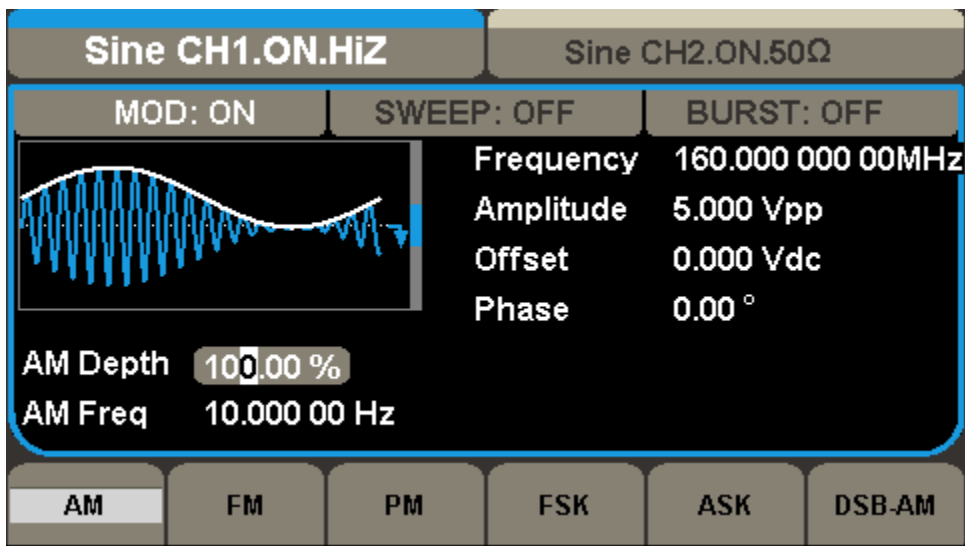 Sine CH1.ON.HiZ
Sine CH2.ON.50Ω
MOD: ON
SWEEP: OFF
BURST: OFF
Frequency 160.000 000 00MHz
Amplitude 5.000 Vpp
Offset 0.000 Vdc
Phase 0.00 °
AM Depth 100.00 %
AM Freq 10.000 00 Hz
AM
FM
PM
FSK
ASK
DSB-AM